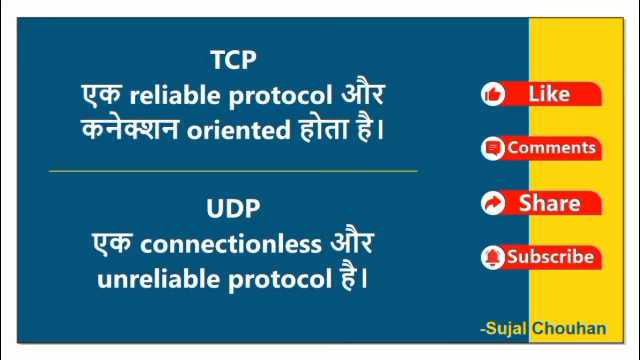 TCP
एक reliable protocol और
कनेक्शन oriented होता है।
UDP
एक connectionless और
unreliable protocol है।
Like
Comments
Share
Subscribe
-Sujal Chouhan